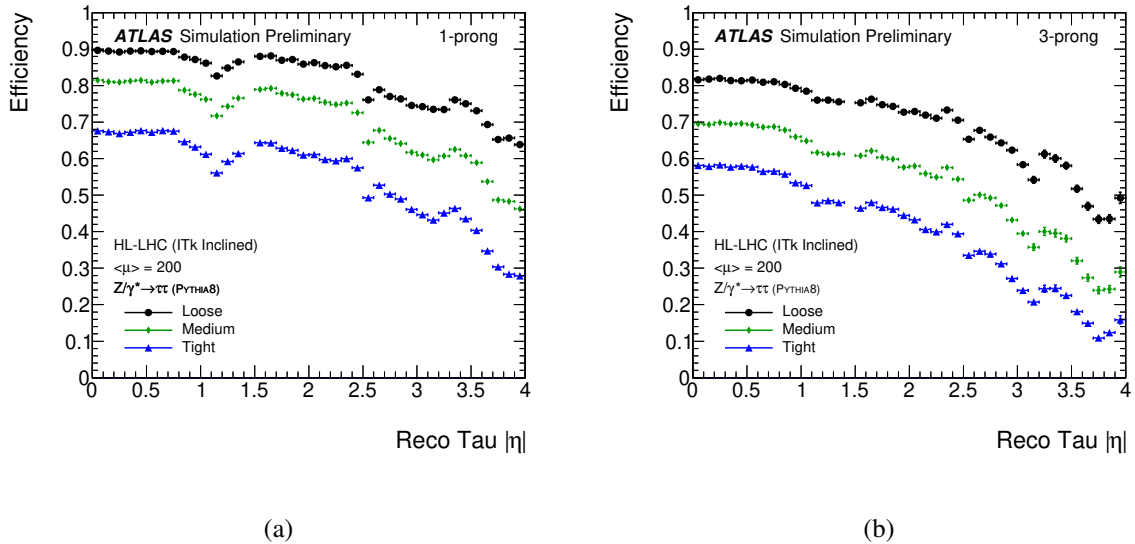 Efficiency
1
0.9
0.8
0.7
0.6
0.5
0.4
0.3
0.2
0.1
0
ATLAS Simulation Preliminary
1-prong
HL-LHC (ITk Inclined)
<μ> = 200
Z/γ*→ττ (PYTHIA8)
Loose
Medium
Tight
0 0.5 1 1.5 2 2.5 3 3.5 4
Reco Tau |η|
(a)
Efficiency
1
0.9
0.8
0.7
0.6
0.5
0.4
0.3
0.2
0.1
0
ATLAS Simulation Preliminary
3-prong
HL-LHC (ITk Inclined)
<μ> = 200
Z/γ*→ττ (PYTHIA8)
Loose
Medium
Tight
0 0.5 1 1.5 2 2.5 3 3.5 4
Reco Tau |η|
(b)